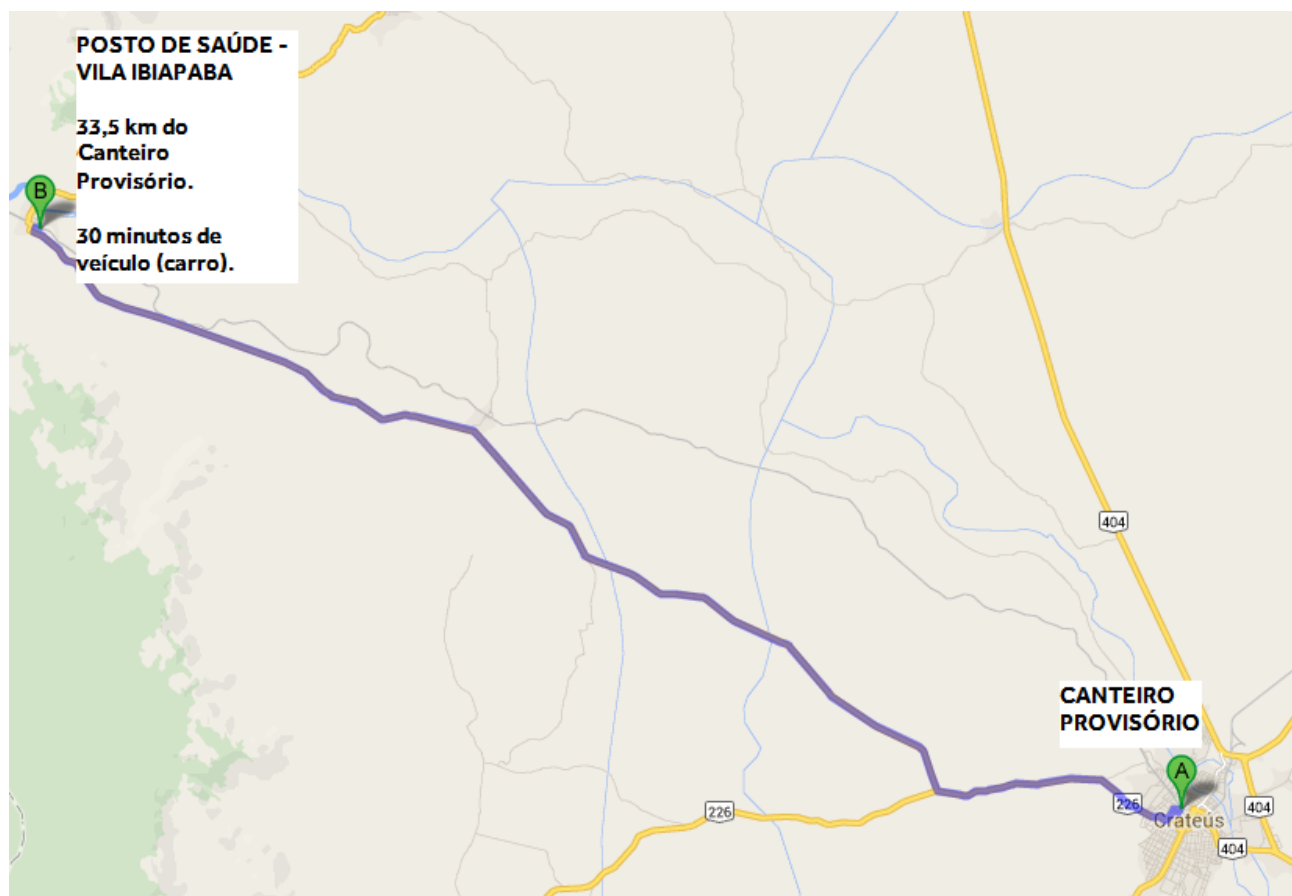 POSTO DE SAÚDE -
VILA IBIAPABA
33,5 km do
Canteiro
Provisório.
30 minutos de
veículo (carro).
B
404
CANTEIRO
PROVISÓRIO
A
226
Crateús
404
226
404